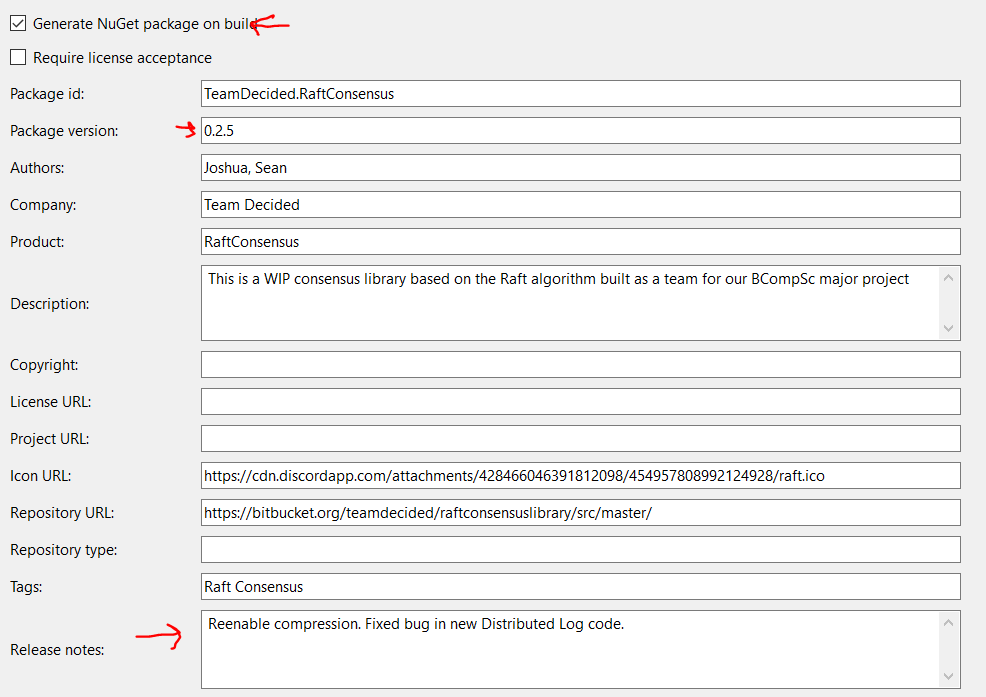 Generate NuGet package on build
Require license acceptance
Package id: TeamDecided.RaftConsensus
Package version: 0.2.5
Authors: Joshua, Sean
Company: Team Decided
Product: RaftConsensus
Description: This is a WIP consensus library based on the Raft algorithm built as a team for our BCompSc major project
Copyright:
License URL:
Project URL:
Icon URL: https://cdn.discordapp.com/attachments/428466046391812098/454957808992124928/raft.ico
Repository URL: https://bitbucket.org/teamdecided/raftconsensuslibrary/src/master/
Repository type:
Tags: Raft Consensus
Release notes: Reenable compression. Fixed bug in new Distributed Log code.